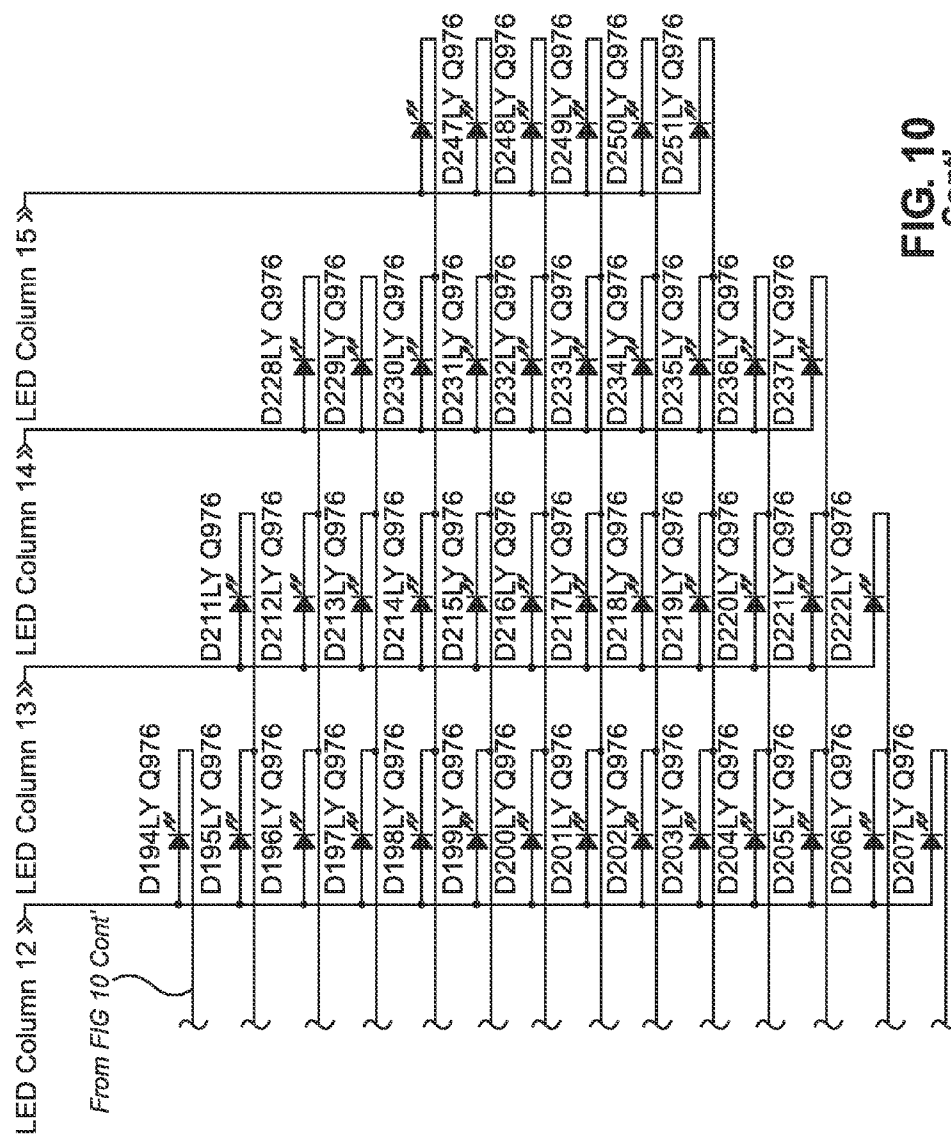 LED Column 12
LED Column 13
LED Column 14
LED Column 15
From FIG 10 Cont'
D194LY Q976
D195LY Q976
D196LY Q976
D197LY Q976
D198LY Q976
D199LY Q976
D200LY Q976
D201LY Q976
D202LY Q976
D203LY Q976
D204LY Q976
D205LY Q976
D206LY Q976
D207LY Q976
D211LY Q976
D212LY Q976
D213LY Q976
D214LY Q976
D215LY Q976
D216LY Q976
D217LY Q976
D218LY Q976
D219LY Q976
D220LY Q976
D221LY Q976
D222LY Q976
D228LY Q976
D229LY Q976
D230LY Q976
D231LY Q976
D232LY Q976
D233LY Q976
D234LY Q976
D235LY Q976
D236LY Q976
D237LY Q976
D247LY Q976
D248LY Q976
D249LY Q976
D250LY Q976
D251LY Q976
FIG. 10
Cont'